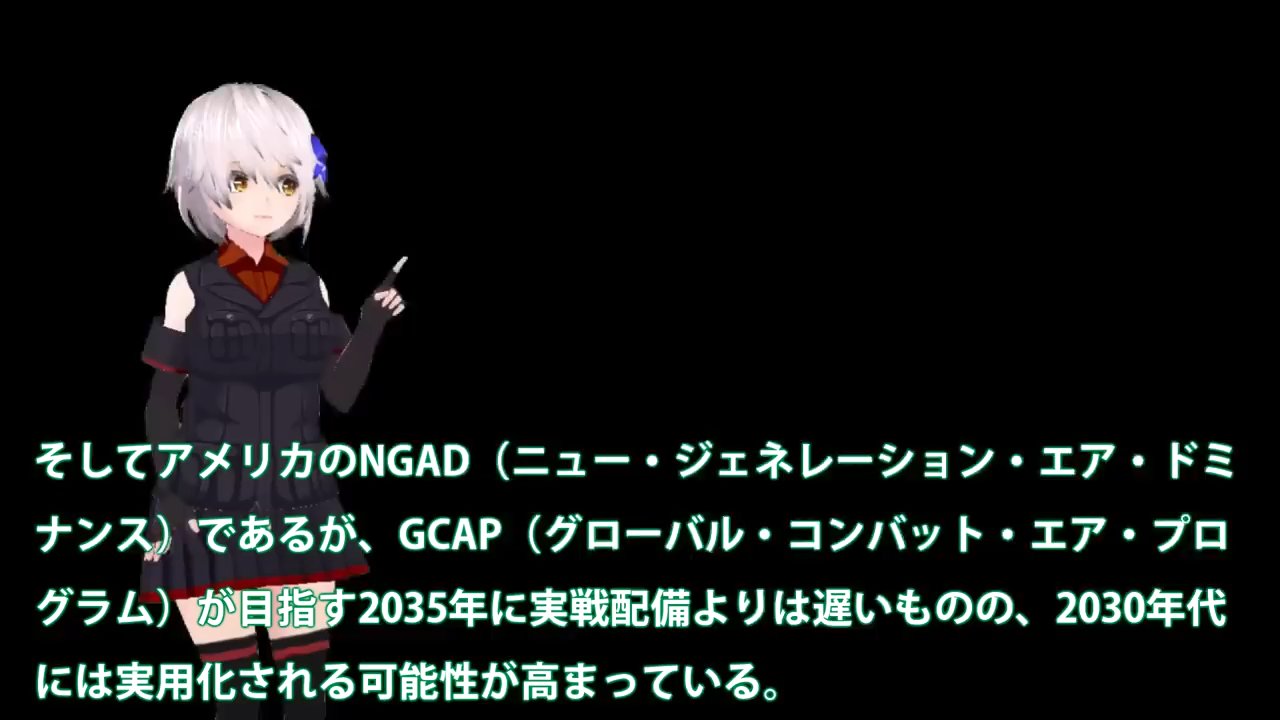 そしてアメリカのNGAD（ニュー・ジェネレーション・エア・ドミ
ナンス）であるが、GCAP（グローバル・コンバット・エア・プロ
グラム）が目指す2035年に実戦配備よりは遅いものの、2030年代
には実用化される可能性が高まっている。